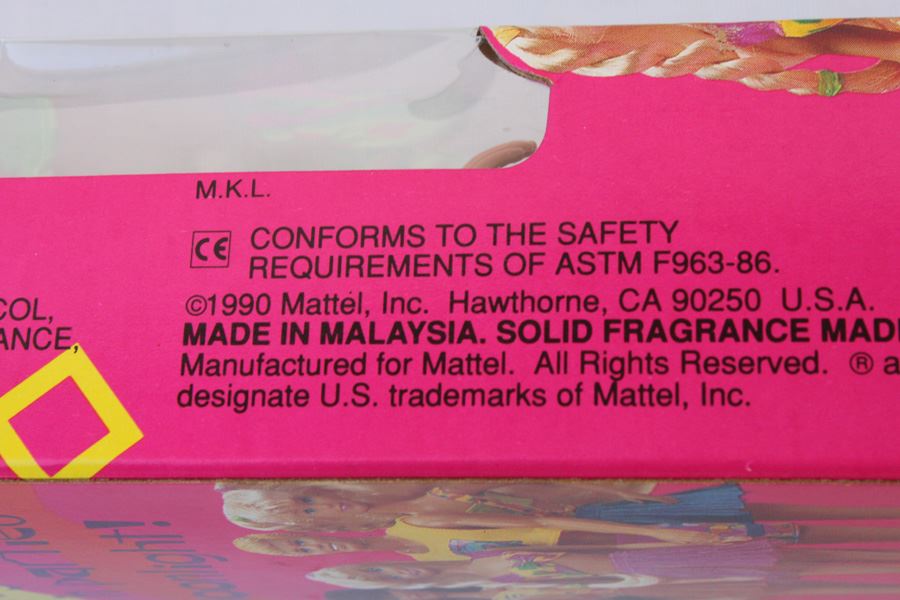 M.K.L.
CE CONFORMS TO THE SAFETY
REQUIREMENTS OF ASTM F963-86.
COL,
ANCE,
©1990 Mattel, Inc. Hawthorne, CA 90250 U.S.A.
MADE IN MALAYSIA. SOLID FRAGRANCE MADE
Manufactured for Mattel. All Rights Reserved. ® a
designate U.S. trademarks of Mattel, Inc.